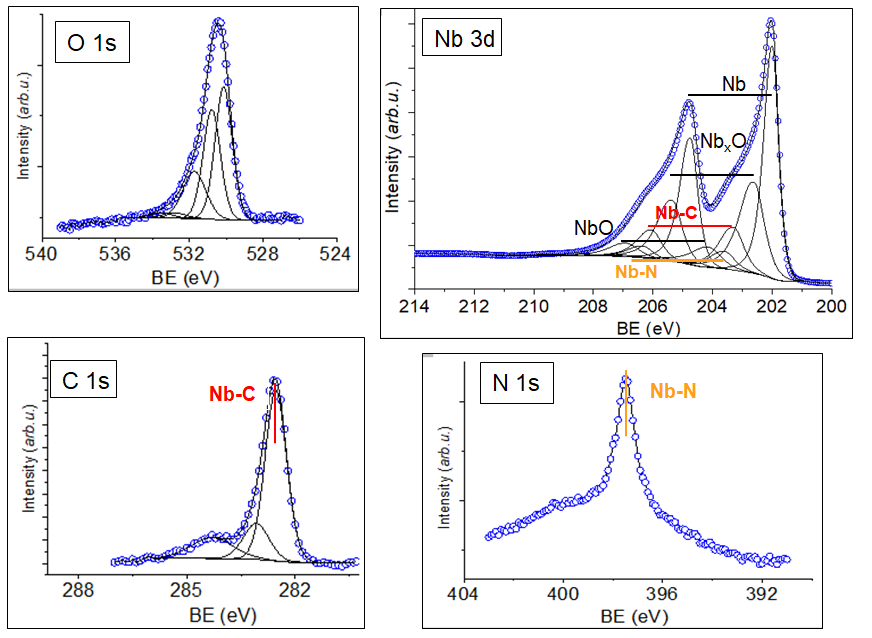 O 1s
Intensity (arb.u.)
540 536 532 528 524
BE (eV)
Nb 3d
Intensity (arb.u.)
Nb
NbxO
Nb-C
NbO
Nb-N
214 212 210 208 206 204 202 200
BE (eV)
C 1s
Intensity (arb.u.)
Nb-C
288 285 282
BE (eV)
N 1s
Intensity (arb.u.)
Nb-N
404 400 396 392
BE (eV)